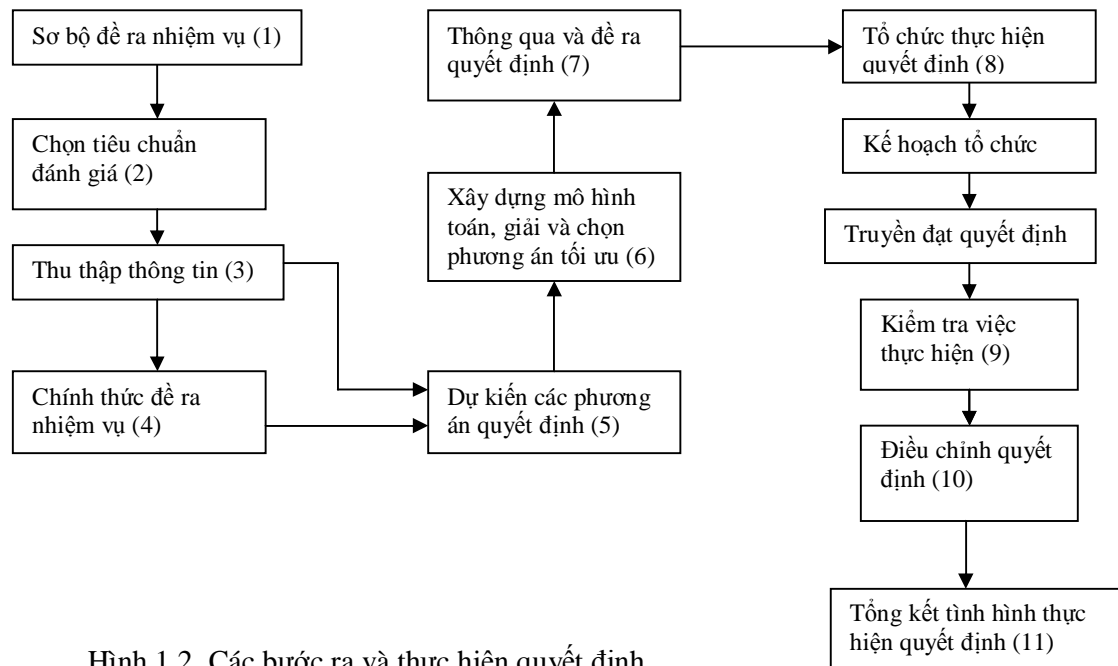 Sơ bộ đề ra nhiệm vụ (1)
Chọn tiêu chuẩn
đánh giá (2)
Thu thập thông tin (3)
Chính thức đề ra
nhiệm vụ (4)
Thông qua và đề ra
quyết định (7)
Xây dựng mô hình
toán, giải và chọn
phương án tối ưu (6)
Dự kiến các phương
án quyết định (5)
Tổ chức thực hiện
quyết định (8)
Kế hoạch tổ chức
Truyền đạt quyết định
Kiểm tra việc
thực hiện (9)
Điều chỉnh quyết
định (10)
Tổng kết tình hình thực
hiện quyết định (11)
Hình 1.2. Các bước ra và thực hiện quyết định